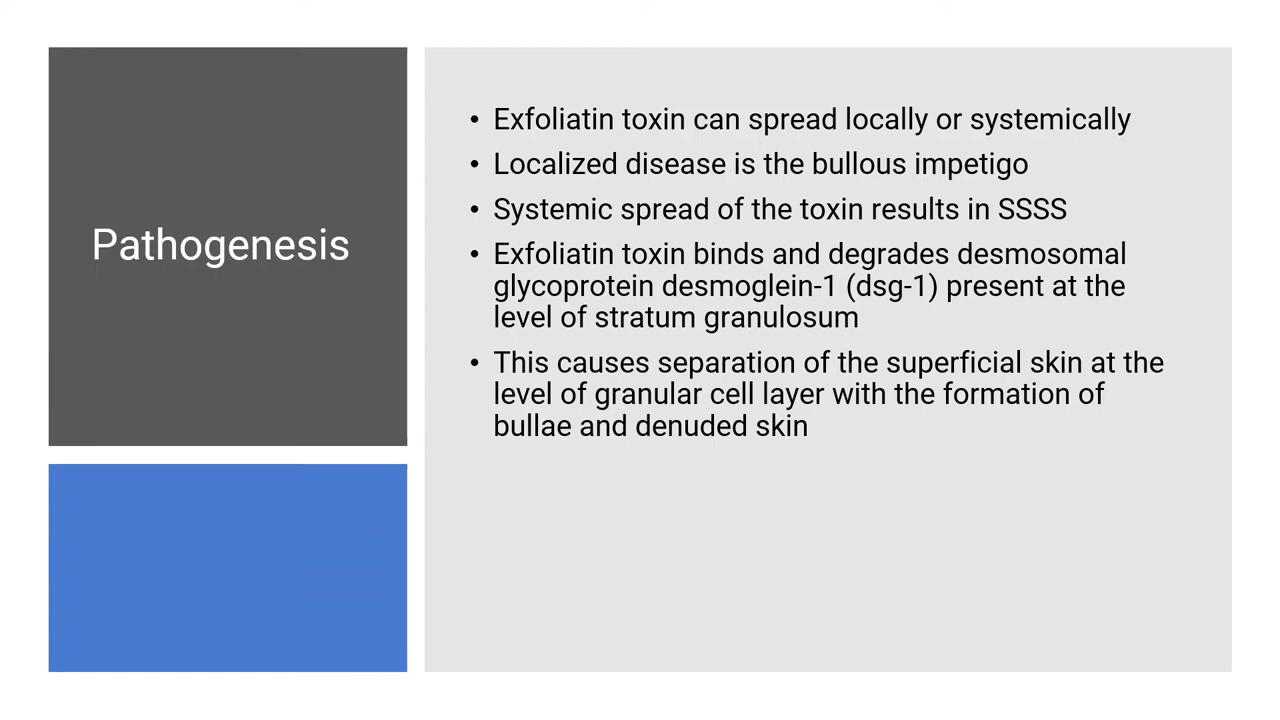 Pathogenesis
• Exfoliatin toxin can spread locally or systemically
• Localized disease is the bullous impetigo
• Systemic spread of the toxin results in SSSS
• Exfoliatin toxin binds and degrades desmosomal
glycoprotein desmoglein-1 (dsg-1) present at the
level of stratum granulosum
• This causes separation of the superficial skin at the
level of granular cell layer with the formation of
bullae and denuded skin